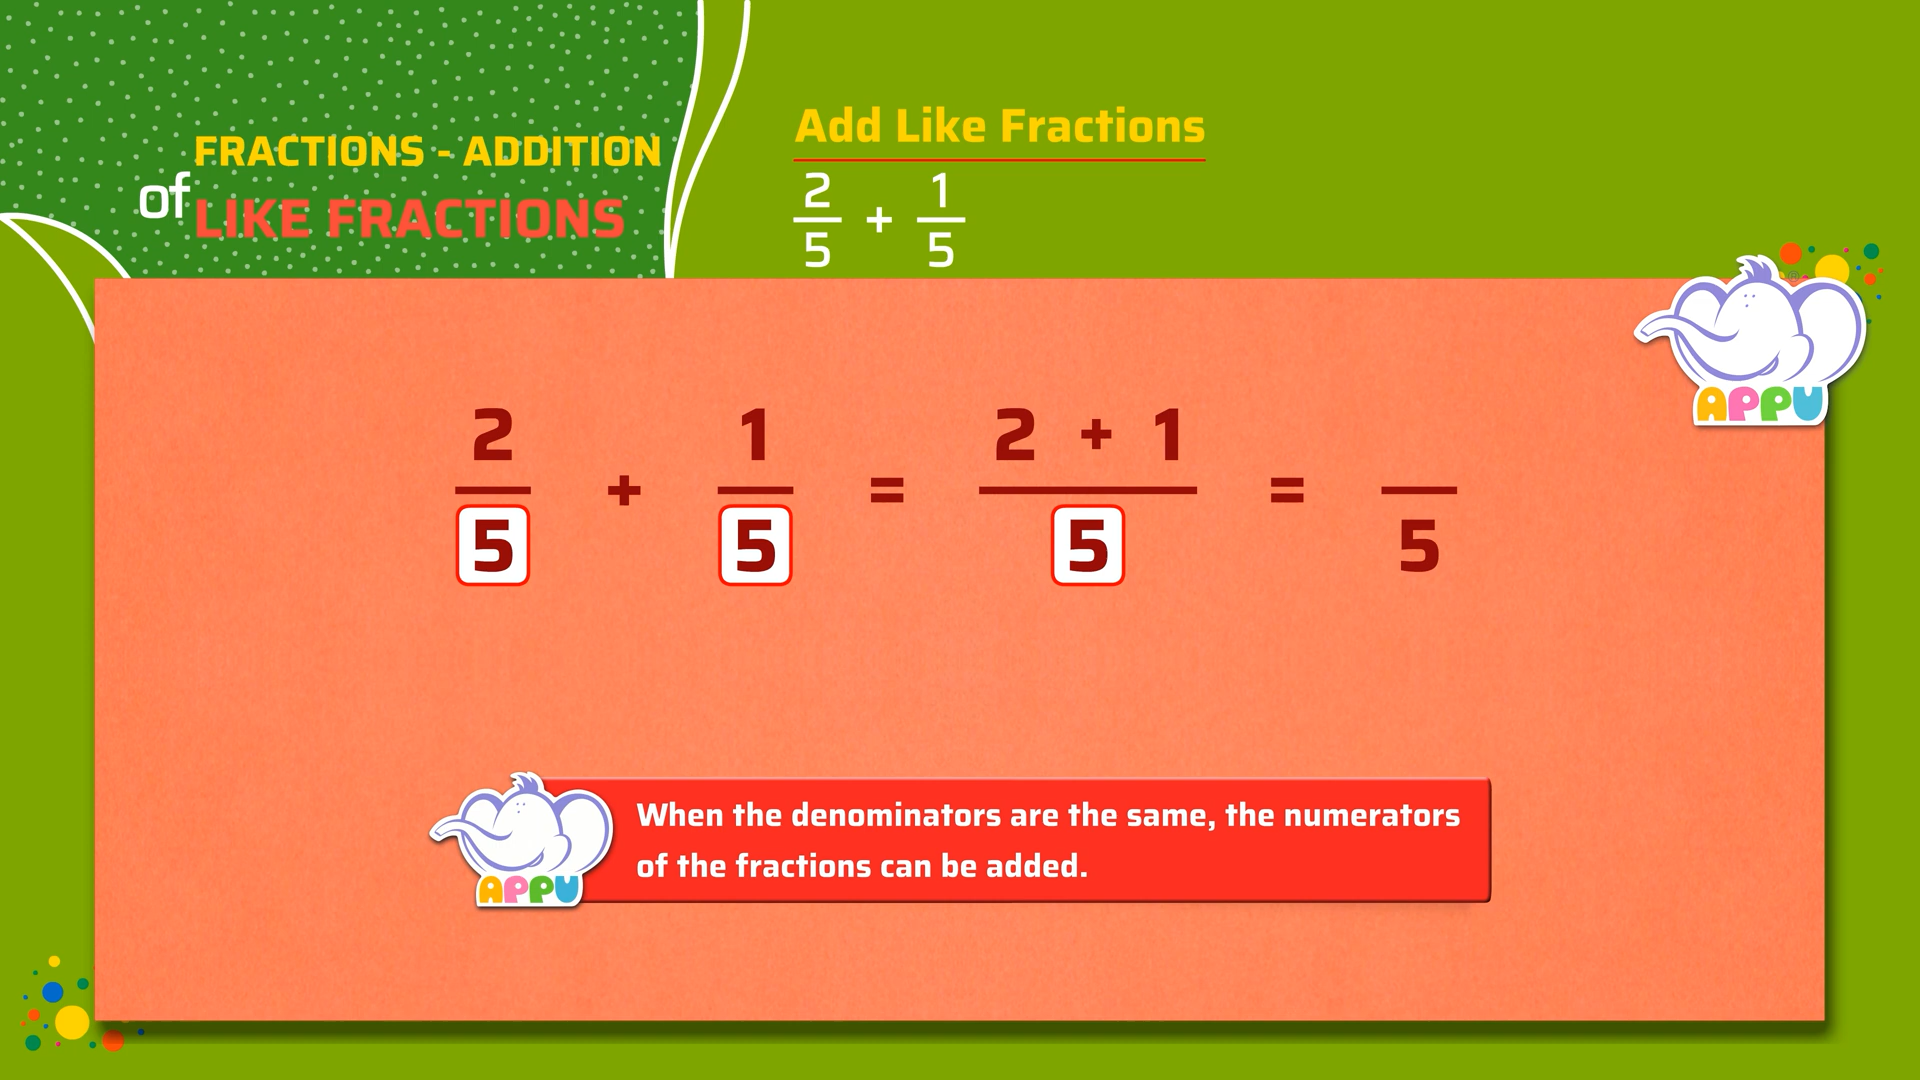 FRACTIONS - ADDITION
of LIKE FRACTIONS
Add Like Fractions
2/5 + 1/5
2/5 + 1/5 = 2 + 1/5 = /5
APPU
®
When the denominators are the same, the numerators
of the fractions can be added.
APPU